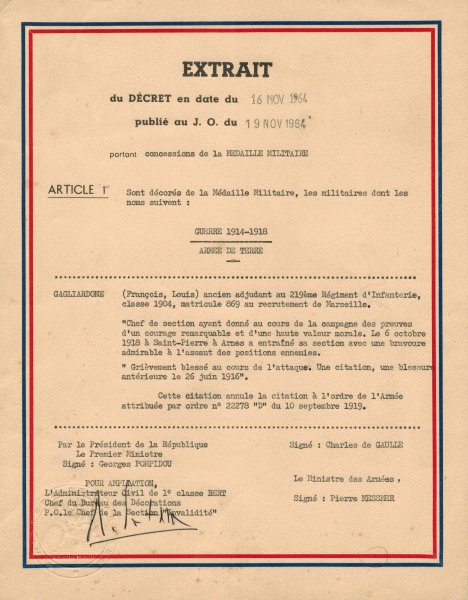 EXTRAIT
du DÉCRET en date du 16 NOV 1964
publié au J. O. du 19 NOV 1964
portant concessions de la MEDAILLE MILITAIRE
ARTICLE 1er Sont décorés de la Médaille Militaire, les militaires dont les
noms suivent :
GUERRE 1914-1918
ARMEE DE TERRE
GAGLIARDONE (François, Louis) ancien adjudant au 219ème Régiment d'Infanterie,
classe 1904, matricule 869 au recrutement de Marseille.
"Chef de section ayant donné au cours de la campagne des preuves
d'un courage remarquable et d'une haute valeur morale. Le 6 octobre
1918 à Saint-Pierre à Arnes a entraîné sa section avec une bravoure
admirable à l'assaut des positions ennemies.
" Grièvement blessé au cours de l'attaque. Une citation, une blessure
antérieure le 26 juin 1916".
Cette citation annule la citation à l'ordre de l'Armée
attribuée par ordre n° 22278 "D" du 10 septembre 1919.
Par le Président de la République
Le Premier Ministre
Signé : Georges POMPIDOU
Signé : Charles de GAULLE
POUR AMPLIATION,
L'Administrateur Civil de 1° classe BERT
Chef du Bureau des Décorations
P.O. le Chef de la Section "Invalidité"
Le Ministre des Armées,
Signé : Pierre MESSMER